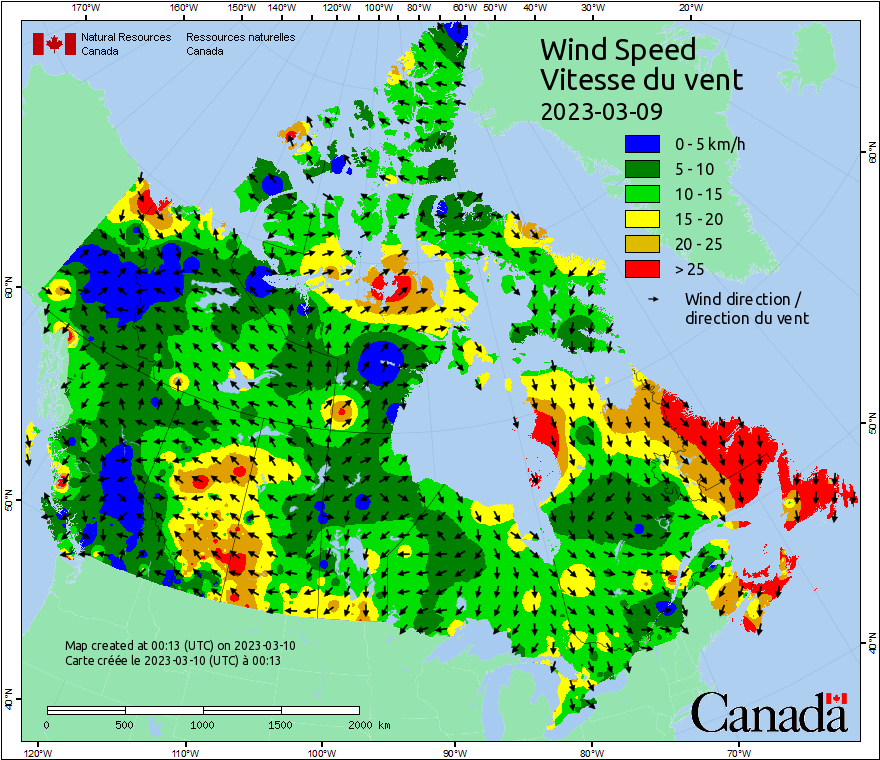 170°W 160°W 150°W 140°W 130°W 120°W 110°W 100°W 90°W 80°W 70°W 60°W 50°W 40°W 30°W 20°W
Natural Resources Canada
Ressources naturelles Canada
Wind Speed
Vitesse du vent
2023-03-09
0 - 5 km/h
5 - 10
10 - 15
15 - 20
20 - 25
> 25
Wind direction /
direction du vent
60°N
60°N
50°N
50°N
40°N
40°N
Map created at 00:13 (UTC) on 2023-03-10
Carte créée le 2023-03-10 (UTC) à 00:13
0 500 1000 1500 2000 km
Canada
120°W 110°W 100°W 90°W 80°W 70°W